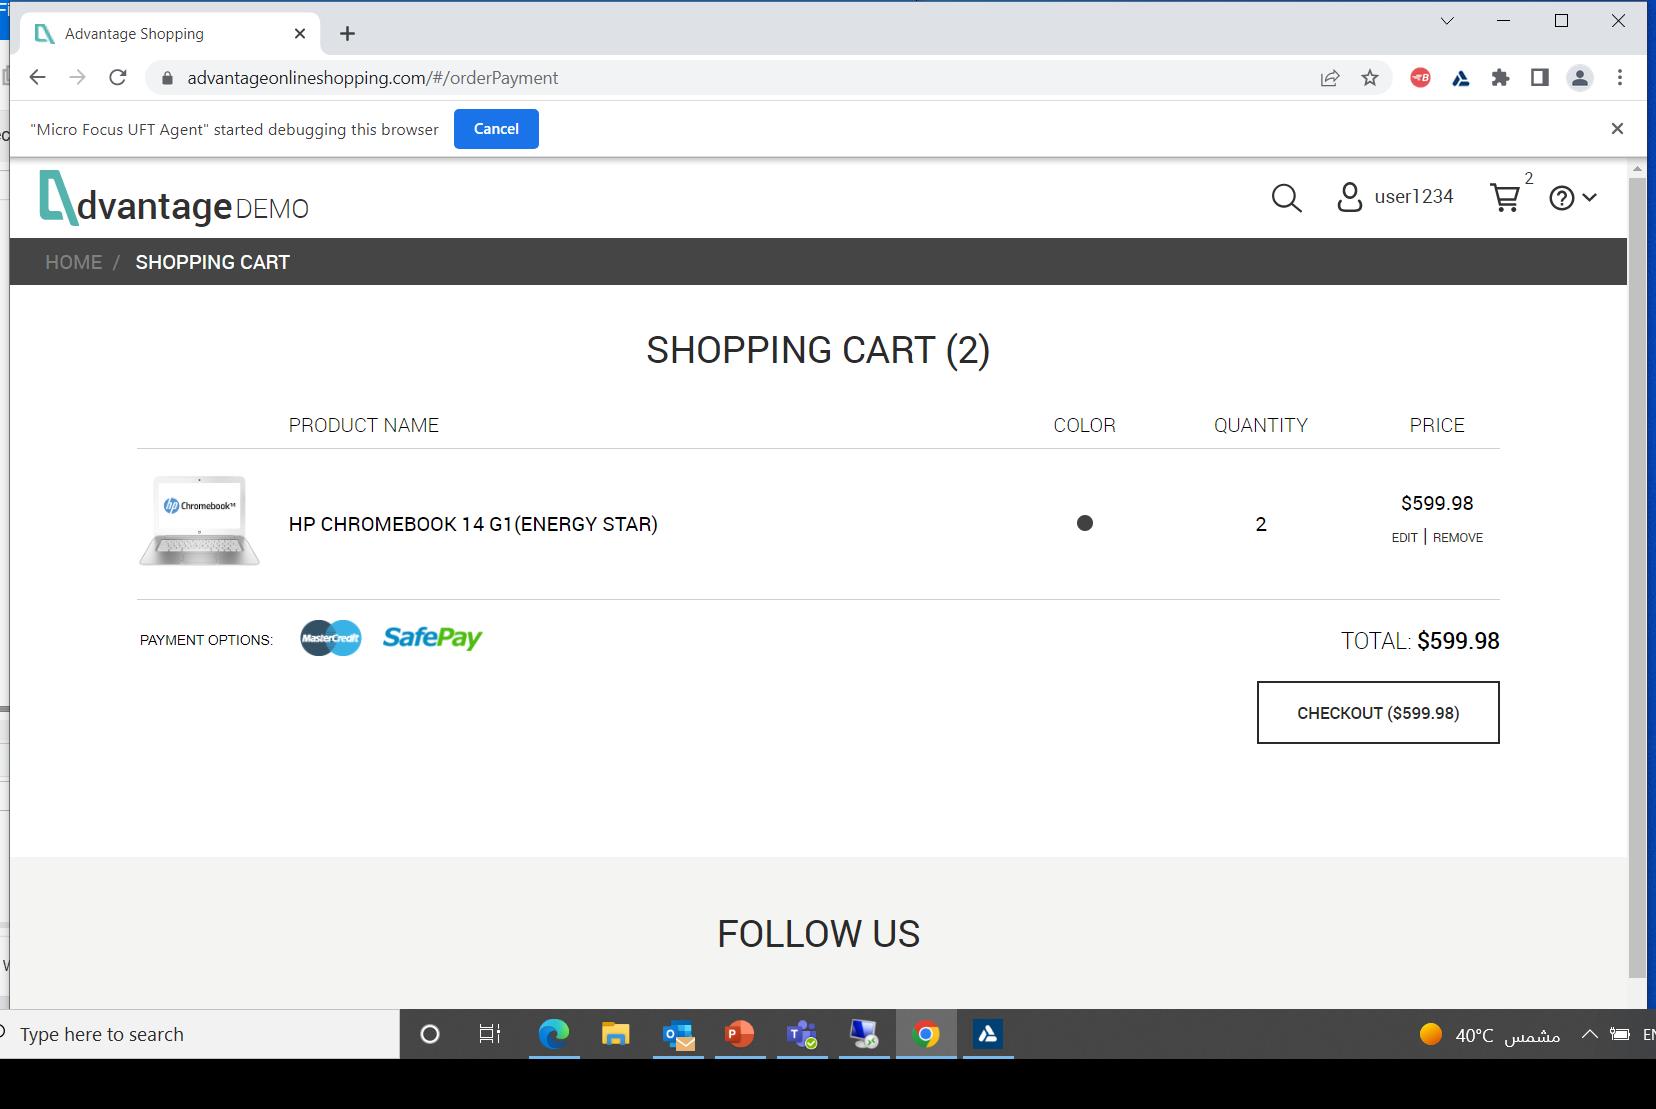 Advantage Shopping
advantageonlineshopping.com/#/orderPayment
"Micro Focus UFT Agent" started debugging this browser
Cancel
dvantage DEMO
user1234
2
HOME / SHOPPING CART
SHOPPING CART (2)
PRODUCT NAME COLOR QUANTITY PRICE
hp Chromebook™
HP CHROMEBOOK 14 G1(ENERGY STAR)
2
$599.98
EDIT | REMOVE
PAYMENT OPTIONS:
MasterCredit
SafePay
TOTAL: $599.98
CHECKOUT ($599.98)
FOLLOW US
Type here to search
40°C مشمس